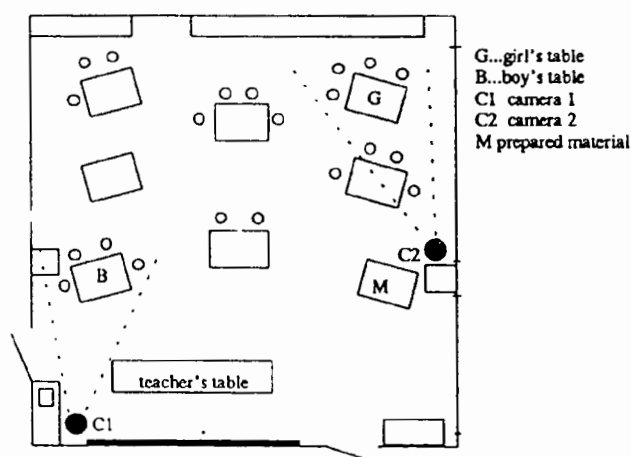 G...girl's table
B...boy's table
C1 camera 1
C2 camera 2
M prepared material
G
C2
B
M
teacher's table
C1